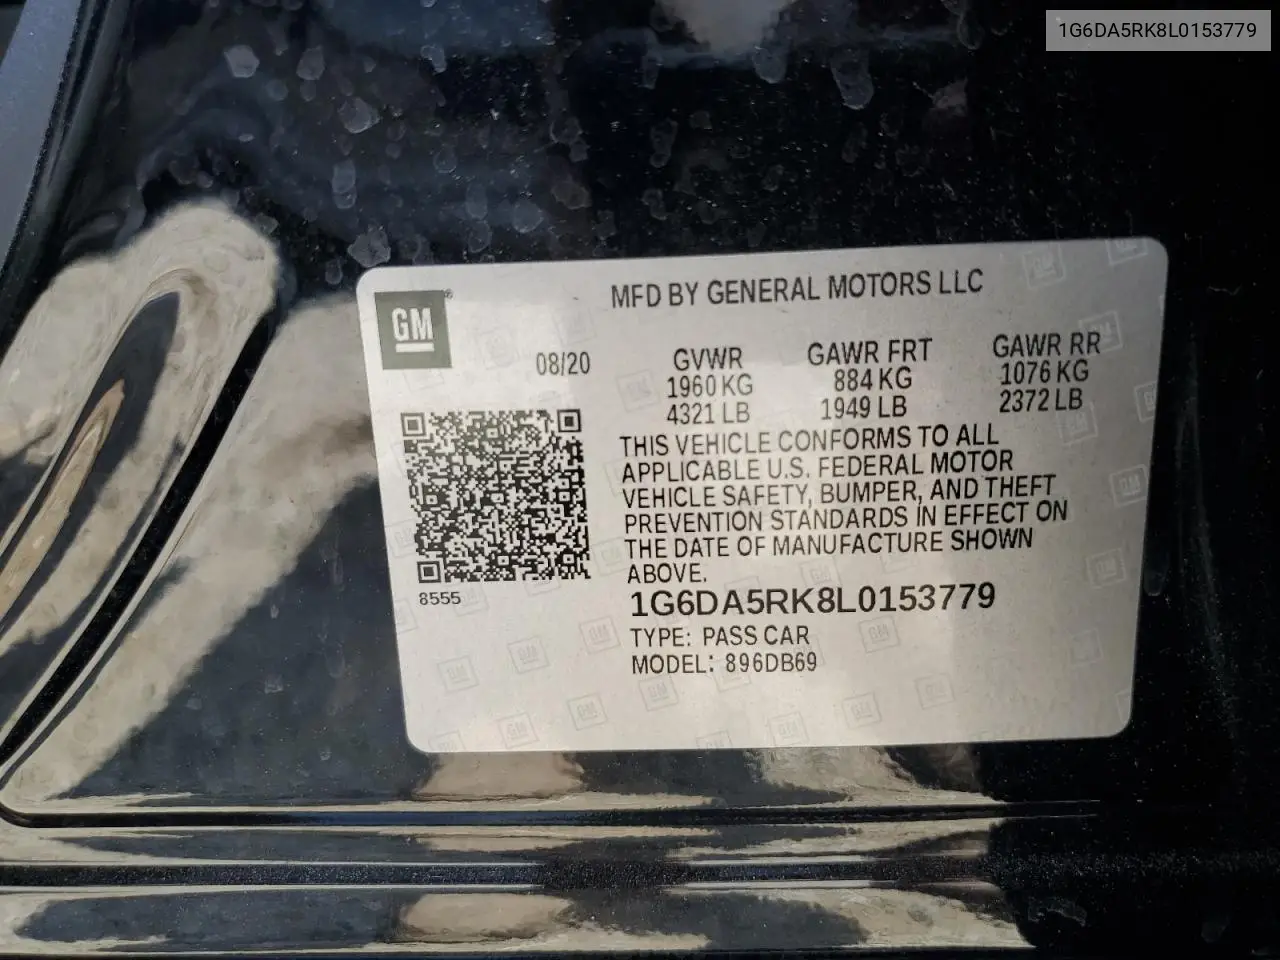 1G6DA5RK8L0153779
MFD BY GENERAL MOTORS LLC
GM
08/20
GVWR
1960 KG
4321 LB
GAWR FRT
884 KG
1949 LB
GAWR RR
1076 KG
2372 LB
THIS VEHICLE CONFORMS TO ALL
APPLICABLE U.S. FEDERAL MOTOR
VEHICLE SAFETY, BUMPER, AND THEFT
PREVENTION STANDARDS IN EFFECT ON
THE DATE OF MANUFACTURE SHOWN
ABOVE.
8555
1G6DA5RK8L0153779
TYPE: PASS CAR
MODEL: 896DB69